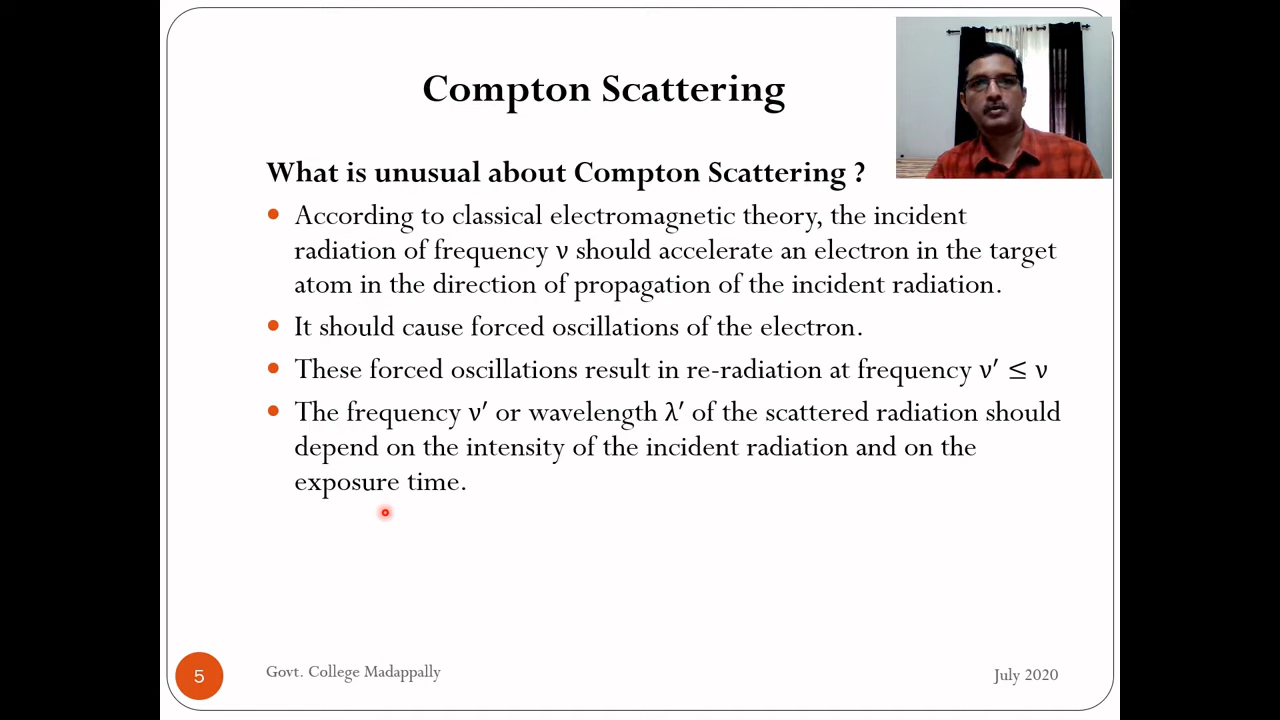 Compton Scattering
What is unusual about Compton Scattering ?
According to classical electromagnetic theory, the incident
radiation of frequency ν should accelerate an electron in the target
atom in the direction of propagation of the incident radiation.
It should cause forced oscillations of the electron.
These forced oscillations result in re-radiation at frequency ν′ ≤ ν
The frequency ν′ or wavelength λ′ of the scattered radiation should
depend on the intensity of the incident radiation and on the
exposure time.
5
Govt. College Madappally
July 2020